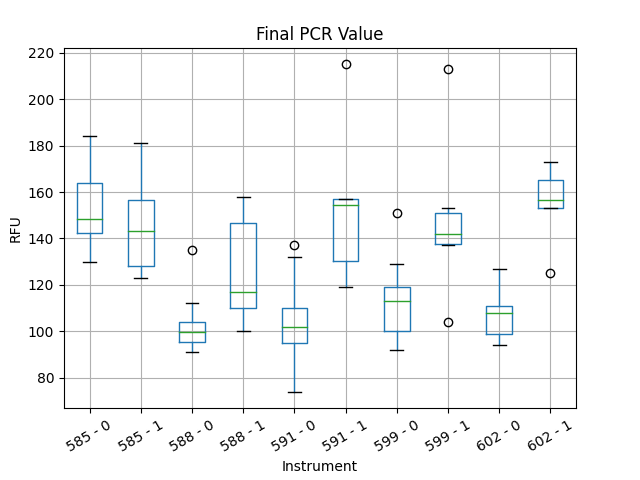 Final PCR Value
220
200
180
160
140
120
100
80
RFU
585 - 0
585 - 1
588 - 0
588 - 1
591 - 0
591 - 1
599 - 0
599 - 1
602 - 0
602 - 1
Instrument